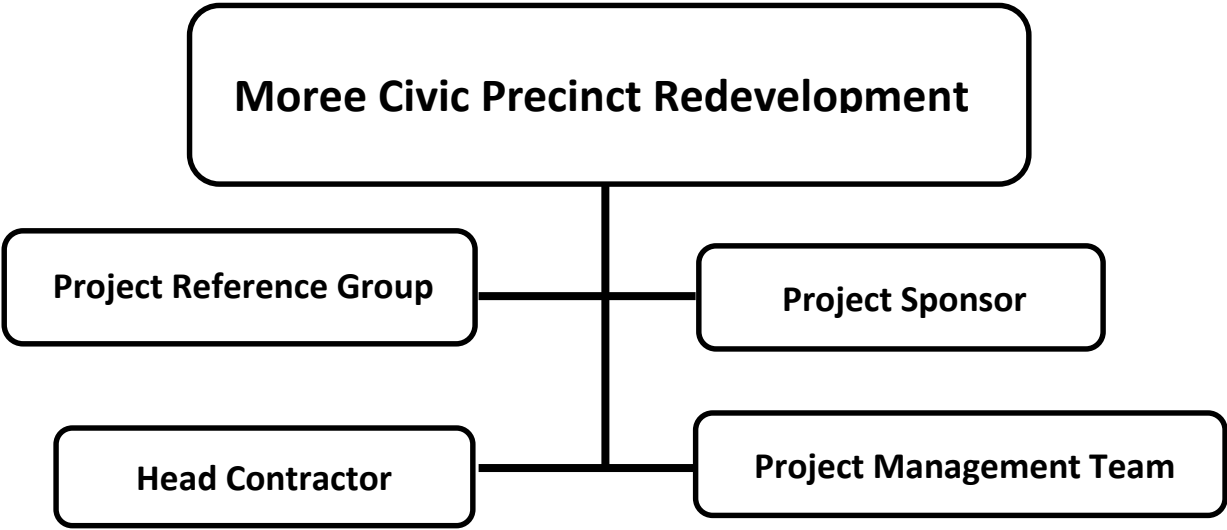 Moree Civic Precinct Redevelopment
Project Reference Group
Project Sponsor
Head Contractor
Project Management Team